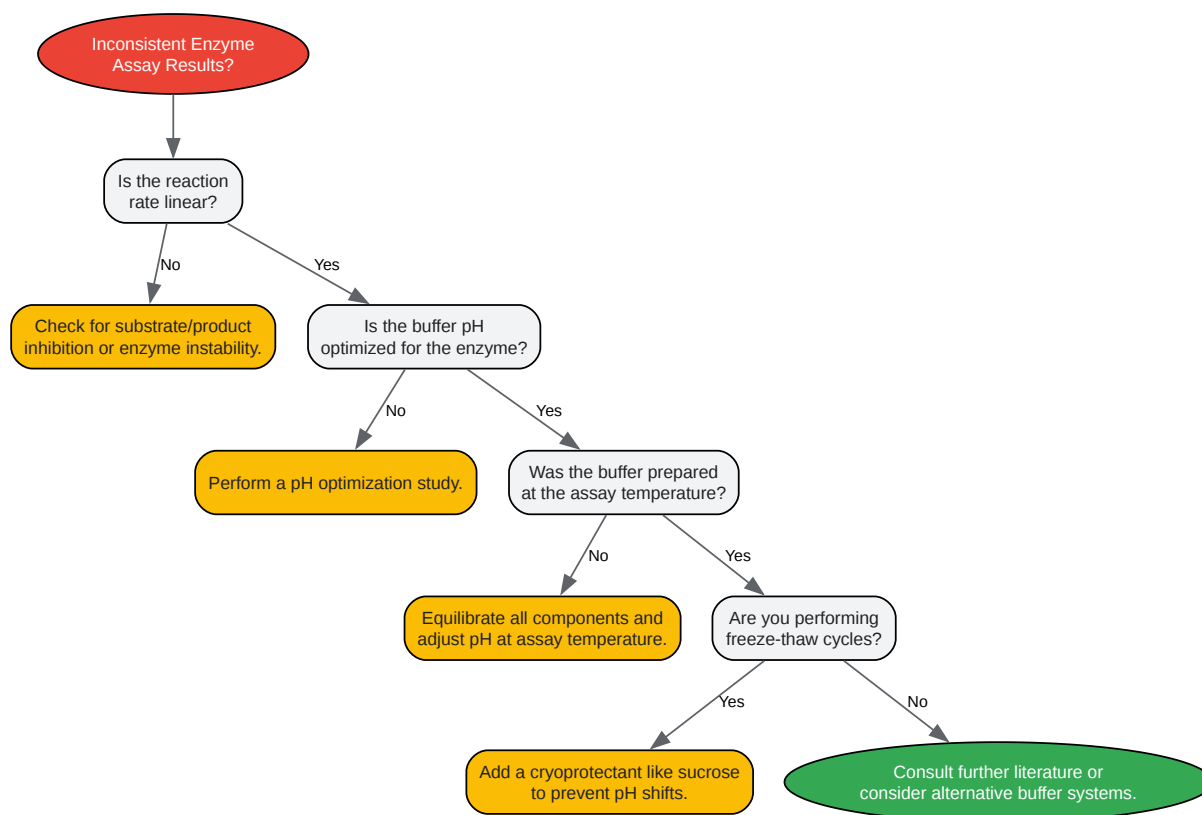 Inconsistent Enzyme
Assay Results?
Is the reaction
rate linear?
No
Yes
Check for substrate/product
inhibition or enzyme instability.
Is the buffer pH
optimized for the enzyme?
No
Yes
Perform a pH optimization study.
Was the buffer prepared
at the assay temperature?
No
Yes
Equilibrate all components and
adjust pH at assay temperature.
Are you performing
freeze-thaw cycles?
Yes
No
Add a cryoprotectant like sucrose
to prevent pH shifts.
Consult further literature or
consider alternative buffer systems.